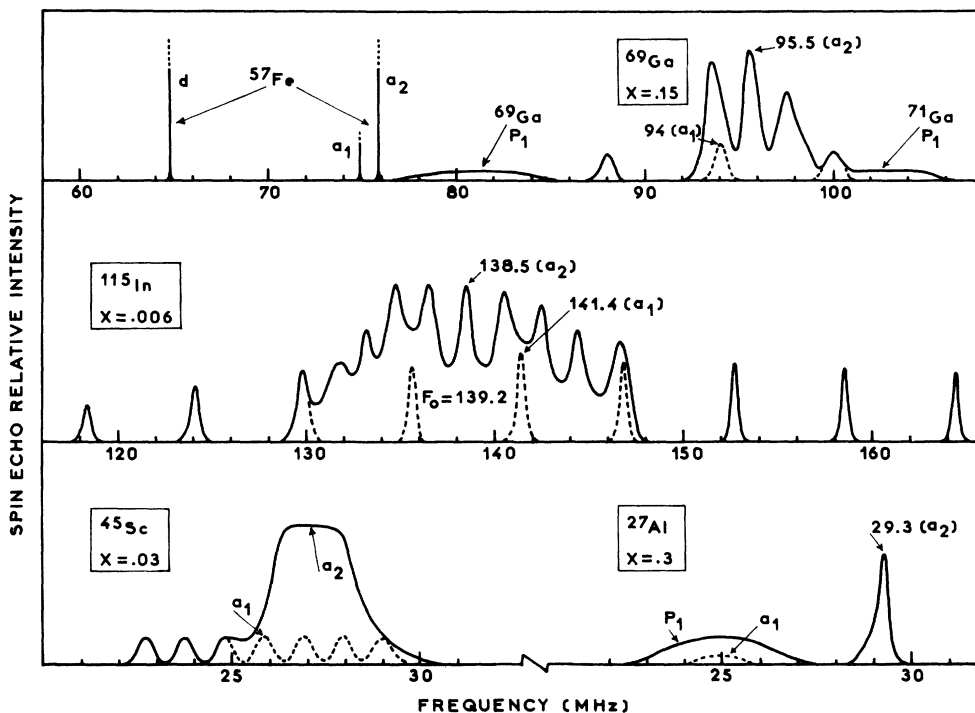 SPIN ECHO RELATIVE INTENSITY
d
⁵⁷Fe
a₂
a₁
⁶⁹Ga
P₁
⁶⁹Ga
X=.15
95.5 (a₂)
94 (a₁)
⁷¹Ga
P₁
60 70 80 90 100
¹¹⁵In
X=.006
138.5 (a₂)
141.4 (a₁)
F₀=139.2
120 130 140 150 160
⁴⁵Sc
X=.03
a₁
a₂
²⁷Al
X=.3
29.3 (a₂)
P₁
a₁
25 30 25 30
FREQUENCY (MHz)